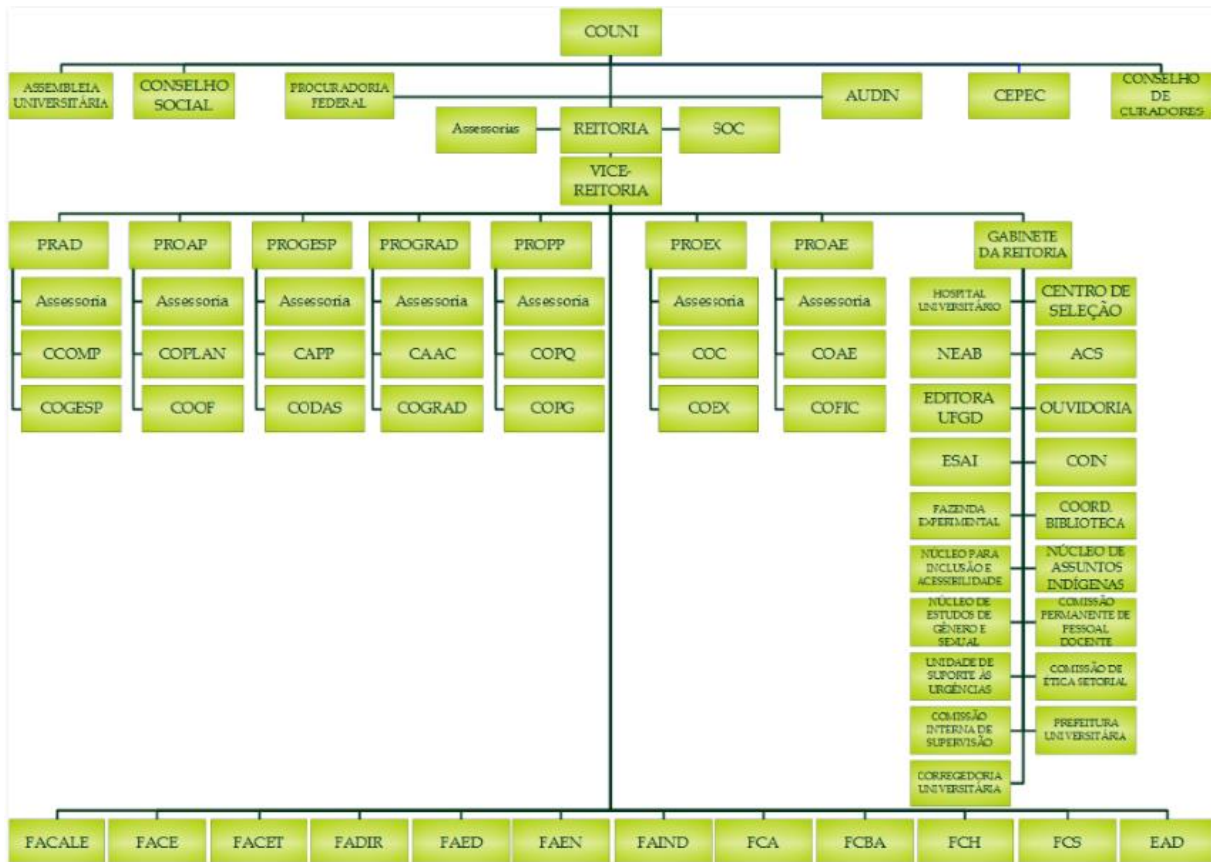 COUNI
ASSEMBLEIA
UNIVERSITÁRIA
CONSELHO
SOCIAL
PROCURADORIA
FEDERAL
AUDIN
CEPEC
CONSELHO
DE
CURADORES
Assessorias
REITORIA
SOC
VICE-
REITORIA
PRAD
PROAP
PROGESP
PROGRAD
PROPP
PROEX
PROAE
GABINETE
DA REITORIA
Assessoria
Assessoria
Assessoria
Assessoria
Assessoria
Assessoria
Assessoria
HOSPITAL
UNIVERSITÁRIO
CENTRO DE
SELEÇÃO
CCOMP
COPLAN
CAPP
CAAC
COPQ
COC
COAE
NEAB
ACS
COGESP
COOF
CODAS
COGRAD
COPG
COEX
COFIC
EDITORA
UFGD
OUVIDORIA
ESAI
COIN
FAZENDA
EXPERIMENTAL
COORD.
BIBLIOTECA
NÚCLEO PARA
INCLUSÃO E
ACESSIBILIDADE
NÚCLEO DE
ASSUNTOS
INDÍGENAS
NÚCLEO DE
ESTUDOS DE
GÊNERO E
SEXUAL
COMISSÃO
PERMANENTE DE
PESSOAL
DOCENTE
UNIDADE DE
SUPORTE ÀS
URGÊNCIAS
COMISSÃO DE
ÉTICA SETORIAL
COMISSÃO
INTERNA DE
SUPERVISÃO
PREFEITURA
UNIVERSITÁRIA
CORREGEDORIA
UNIVERSITÁRIA
FACALE
FACE
FACET
FADIR
FAED
FAEN
FAIND
FCA
FCBA
FCH
FCS
EAD